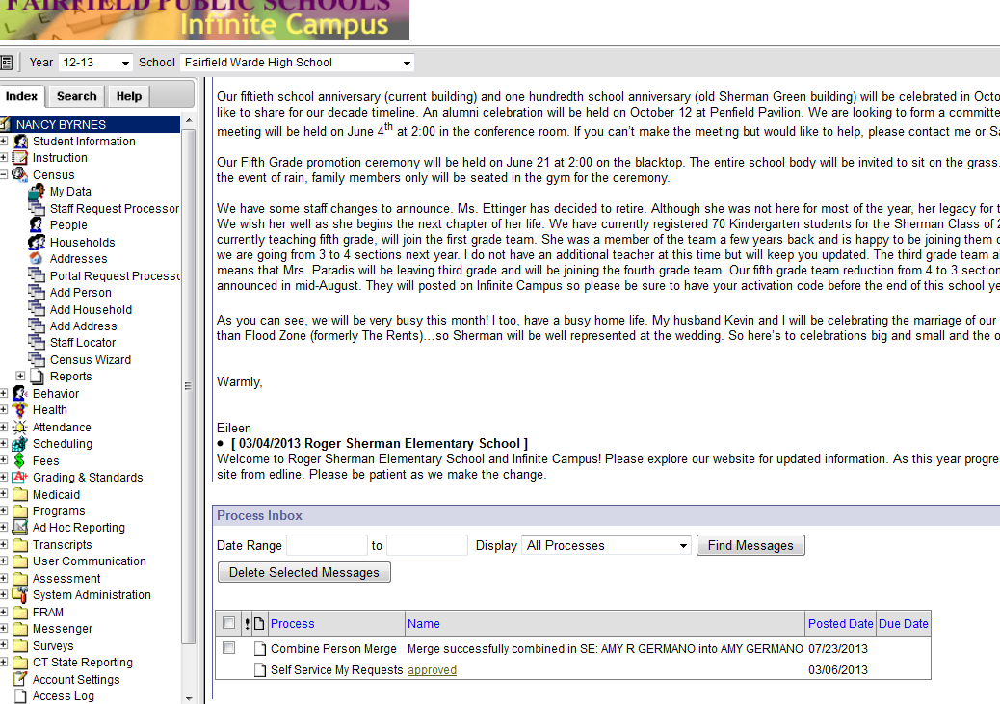 FAIRFIELD PUBLIC SCHOOLS
Infinite Campus
Year 12-13 School Fairfield Warde High School
Index Search Help
NANCY BYRNES
Student Information
Instruction
Census
My Data
Staff Request Processor
People
Households
Addresses
Portal Request Processo
Add Person
Add Household
Add Address
Staff Locator
Census Wizard
Reports
Behavior
Health
Attendance
Scheduling
Fees
Grading & Standards
Medicaid
Programs
Ad Hoc Reporting
Transcripts
User Communication
Assessment
System Administration
FRAM
Messenger
Surveys
CT State Reporting
Account Settings
Access Log
Our fiftieth school anniversary (current building) and one hundredth school anniversary (old Sherman Green building) will be celebrated in Octo
like to share for our decade timeline. An alumni celebration will be held on October 12 at Penfield Pavilion. We are looking to form a committe
meeting will be held on June 4th at 2:00 in the conference room. If you can't make the meeting but would like to help, please contact me or Sa
Our Fifth Grade promotion ceremony will be held on June 21 at 2:00 on the blacktop. The entire school body will be invited to sit on the grass.
the event of rain, family members only will be seated in the gym for the ceremony.
We have some staff changes to announce. Ms. Ettinger has decided to retire. Although she was not here for most of the year, her legacy for t
We wish her well as she begins the next chapter of her life. We have currently registered 70 Kindergarten students for the Sherman Class of 2
currently teaching fifth grade, will join the first grade team. She was a member of the team a few years back and is happy to be joining them o
we are going from 3 to 4 sections next year. I do not have an additional teacher at this time but will keep you updated. The third grade team a
means that Mrs. Paradis will be leaving third grade and will be joining the fourth grade team. Our fifth grade team reduction from 4 to 3 section
announced in mid-August. They will posted on Infinite Campus so please be sure to have your activation code before the end of this school ye
As you can see, we will be very busy this month! I too, have a busy home life. My husband Kevin and I will be celebrating the marriage of our
than Flood Zone (formerly The Rents)...so Sherman will be well represented at the wedding. So here's to celebrations big and small and the o
Warmly,
Eileen
• [ 03/04/2013 Roger Sherman Elementary School ]
Welcome to Roger Sherman Elementary School and Infinite Campus! Please explore our website for updated information. As this year progre
site from edline. Please be patient as we make the change.
Process Inbox
Date Range to Display All Processes Find Messages
Delete Selected Messages
! Process Name Posted Date Due Date
Combine Person Merge Merge successfully combined in SE: AMY R GERMANO into AMY GERMANO 07/23/2013
Self Service My Requests approved 03/06/2013